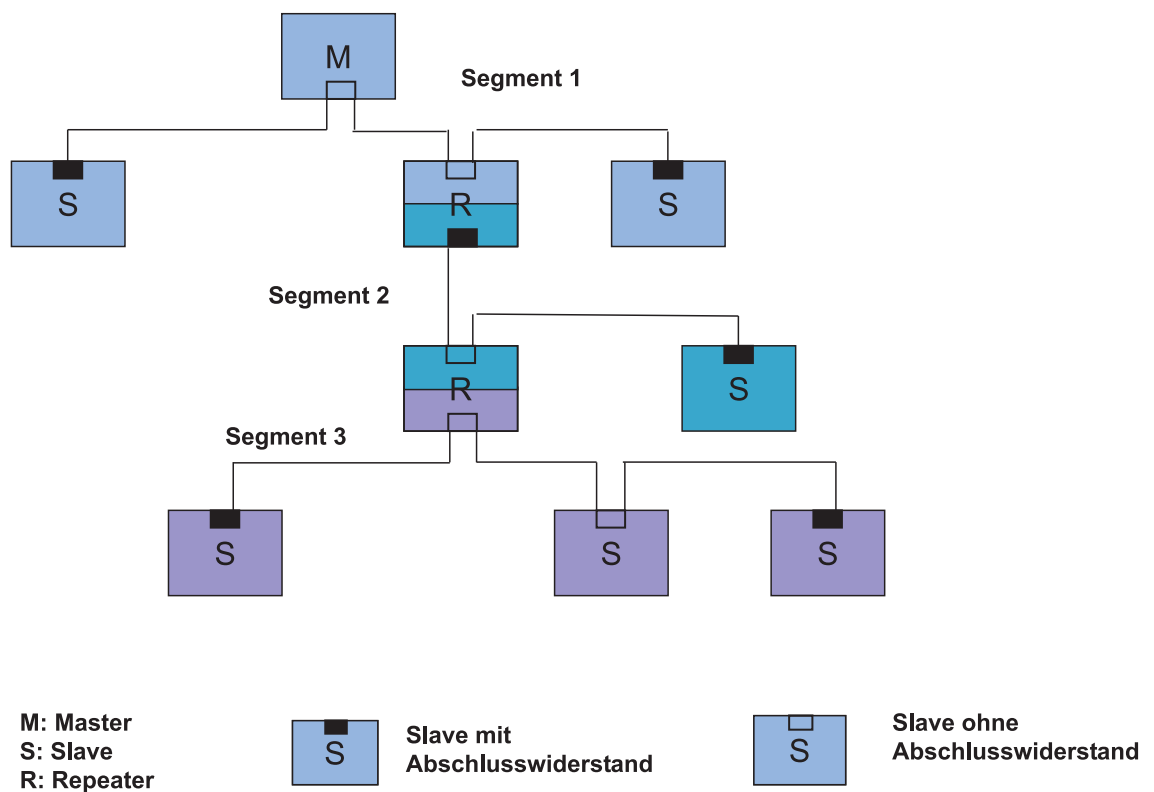 M
Segment 1
S
R
S
Segment 2
R
S
Segment 3
S
S
S
M: Master
S: Slave
R: Repeater
S
Slave mit
Abschlusswiderstand
S
Slave ohne
Abschlusswiderstand